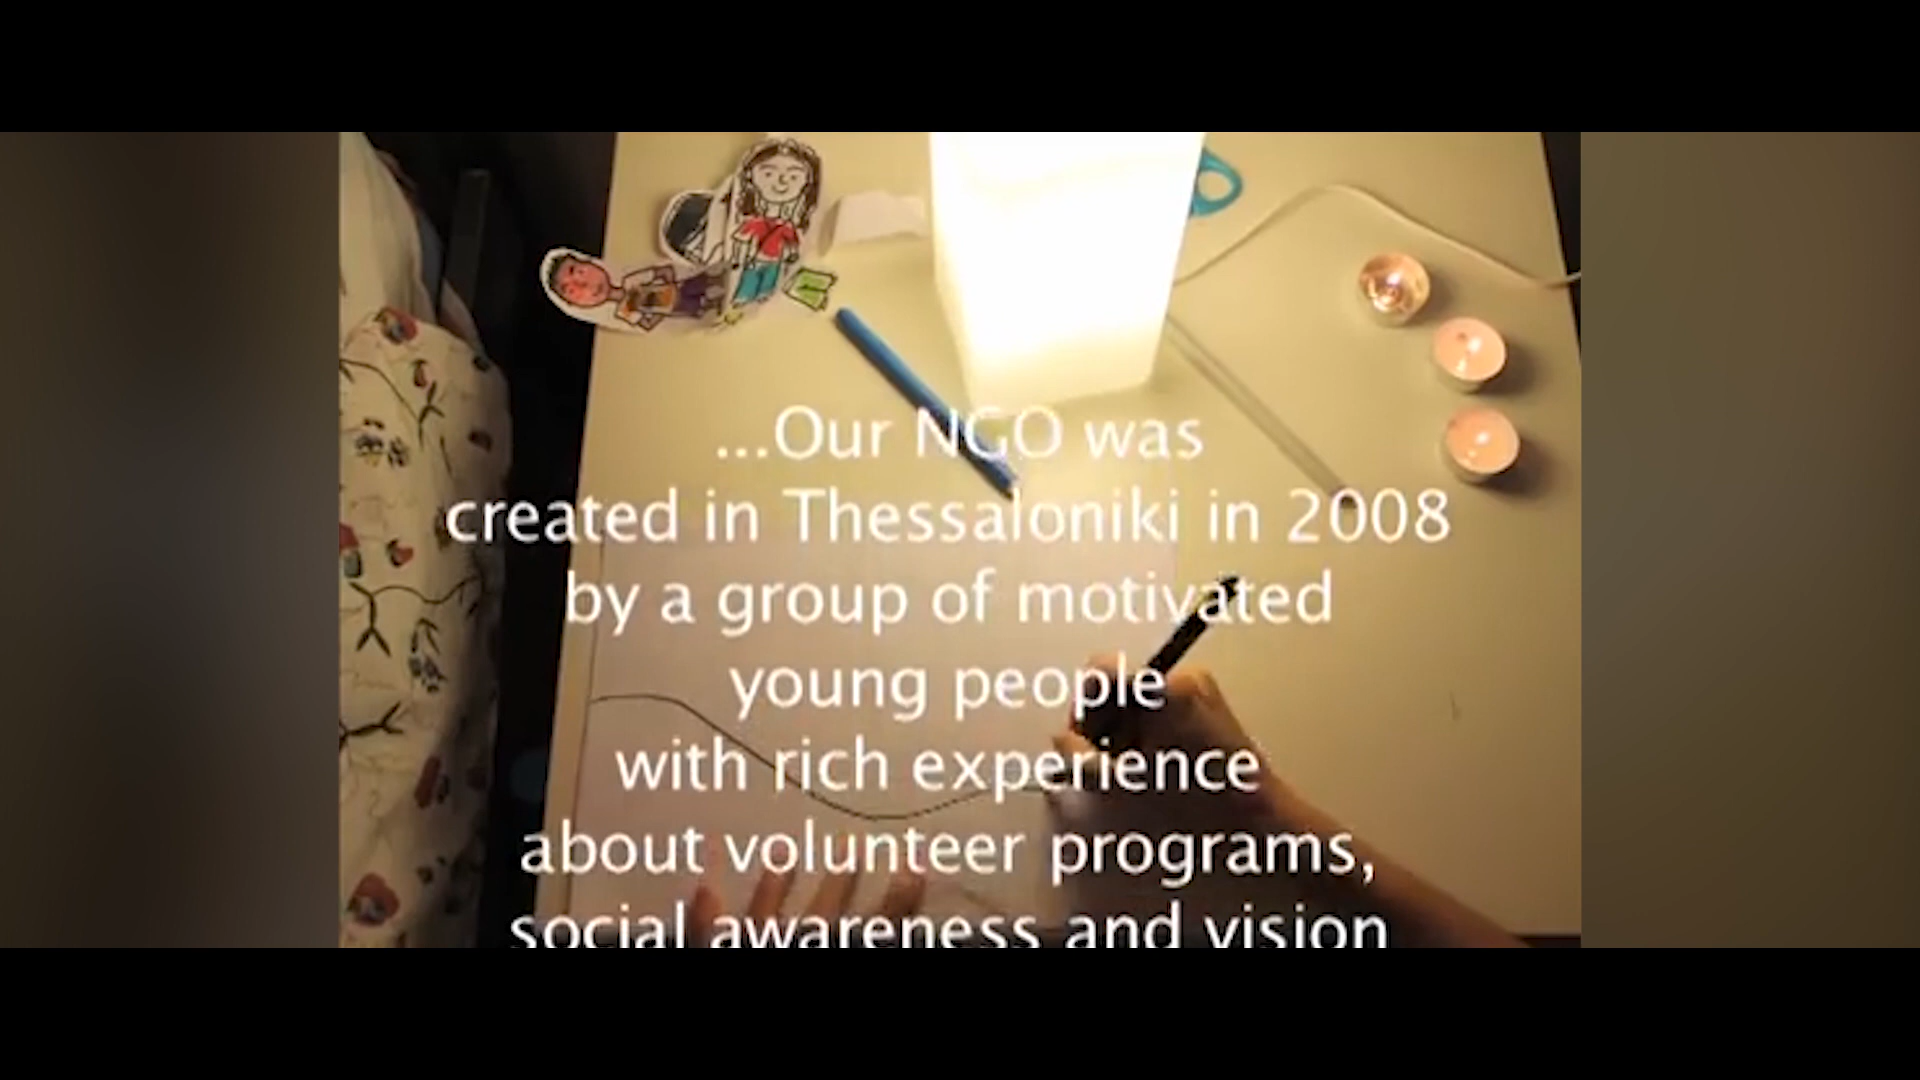 ...Our NGO was
created in Thessaloniki in 2008
by a group of motivated
young people
with rich experience
about volunteer programs,
social awareness and vision